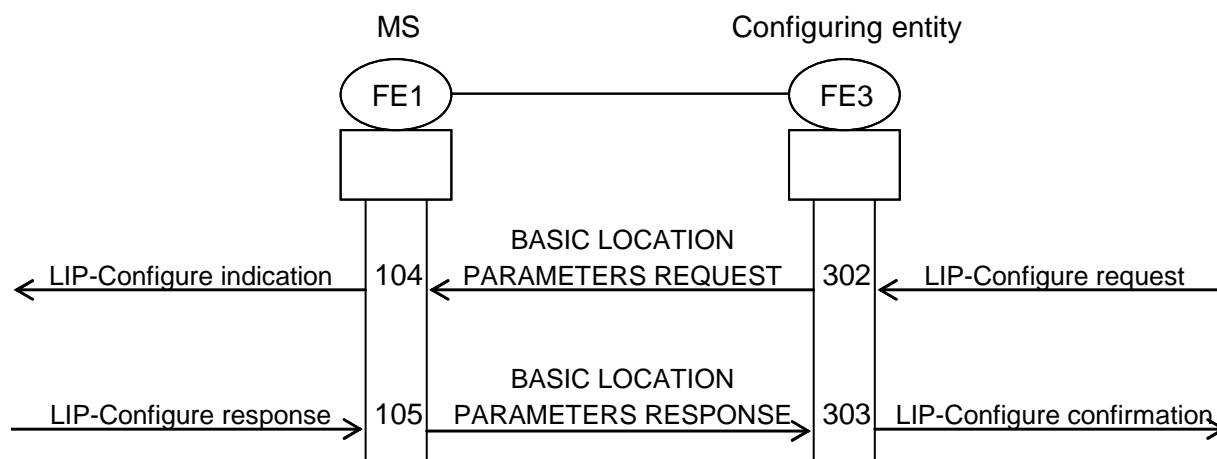 MS
Configuring entity
FE1
FE3
BASIC LOCATION
LIP-Configure indication
104
PARAMETERS REQUEST
302
LIP-Configure request
BASIC LOCATION
LIP-Configure response
105
PARAMETERS RESPONSE
303
LIP-Configure confirmation